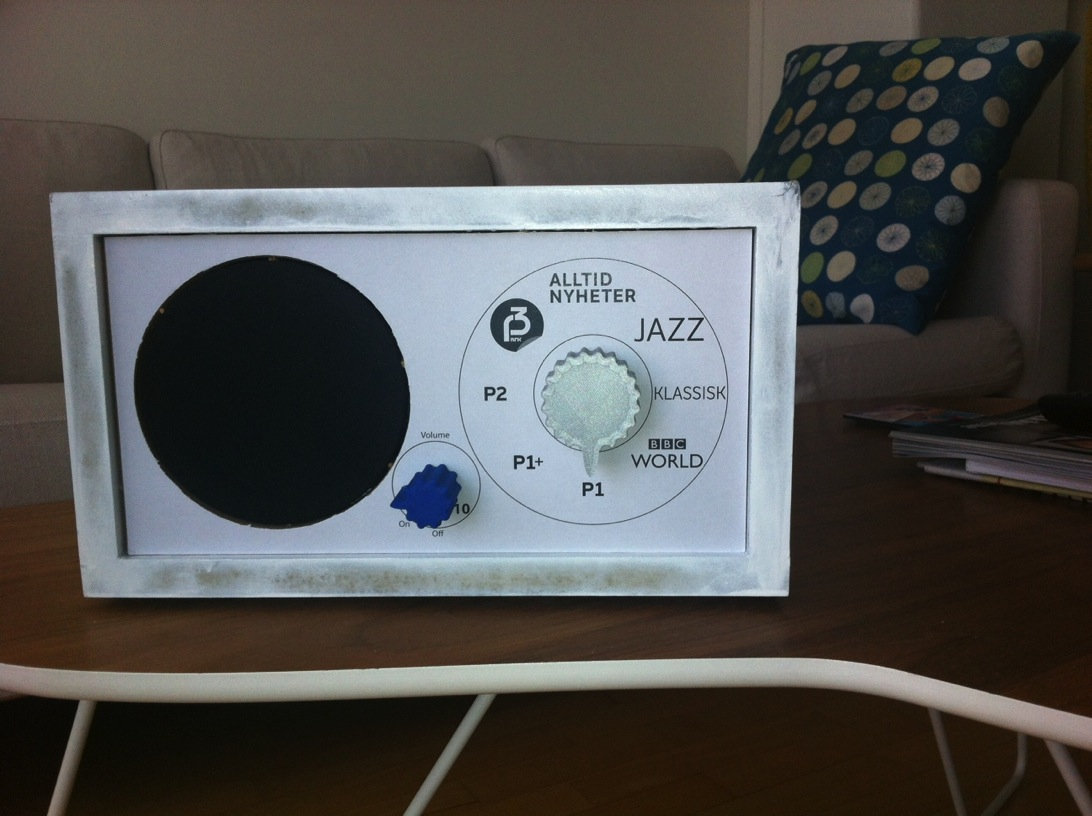 ALLTID
NYHETER
P3
NRK
JAZZ
P2
KLASSISK
BBC
WORLD
P1+
P1
Volume
10
On
Off